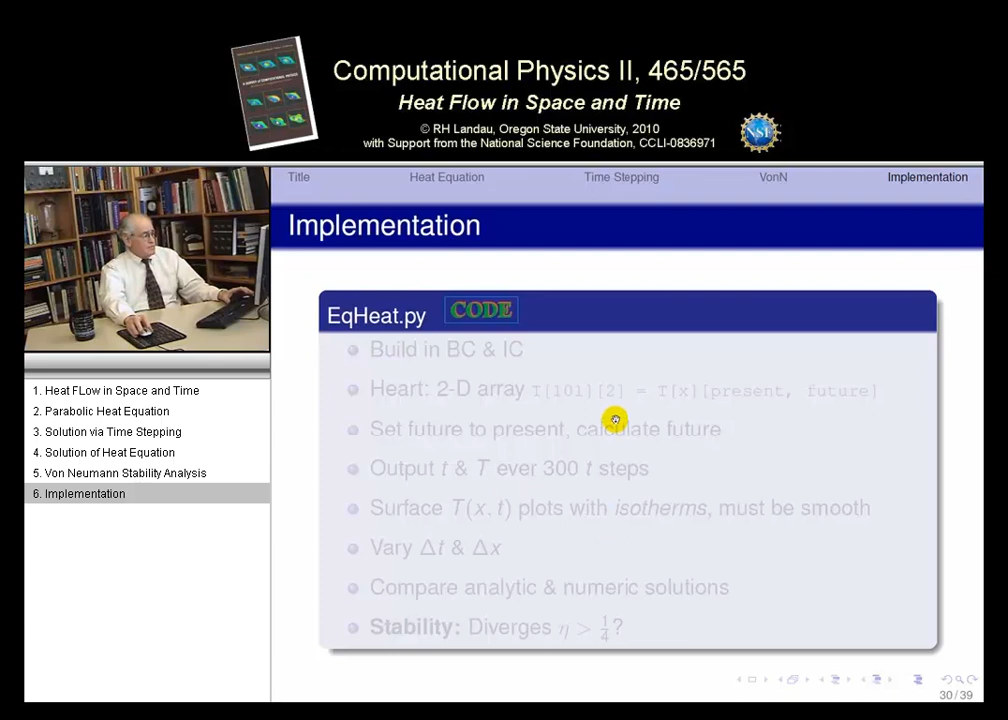 Computational Physics II, 465/565
Heat Flow in Space and Time
© RH Landau, Oregon State University, 2010
with Support from the National Science Foundation, CCLI-0836971
NSF
Title Heat Equation Time Stepping VonN Implementation
Implementation
EqHeat.py CODE
Build in BC & IC
Heart: 2-D array T[101][2] = T[x][present, future]
Set future to present, calculate future
Output t & T ever 300 t steps
Surface T(x, t) plots with isotherms, must be smooth
Vary Δt & Δx
Compare analytic & numeric solutions
Stability: Diverges η > 1/4?
30/39
1. Heat FLow in Space and Time
2. Parabolic Heat Equation
3. Solution via Time Stepping
4. Solution of Heat Equation
5. Von Neumann Stability Analysis
6. Implementation